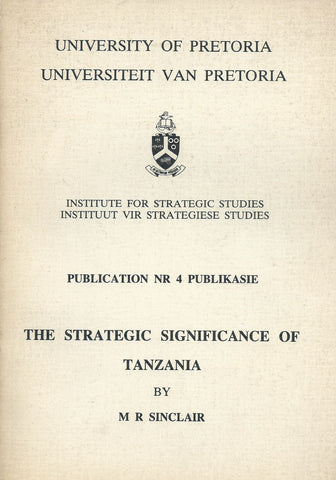 UNIVERSITY OF PRETORIA
UNIVERSITEIT VAN PRETORIA
INSTITUTE FOR STRATEGIC STUDIES
INSTITUUT VIR STRATEGIESE STUDIES
PUBLICATION NR 4 PUBLIKASIE
THE STRATEGIC SIGNIFICANCE OF
TANZANIA
BY
M R SINCLAIR